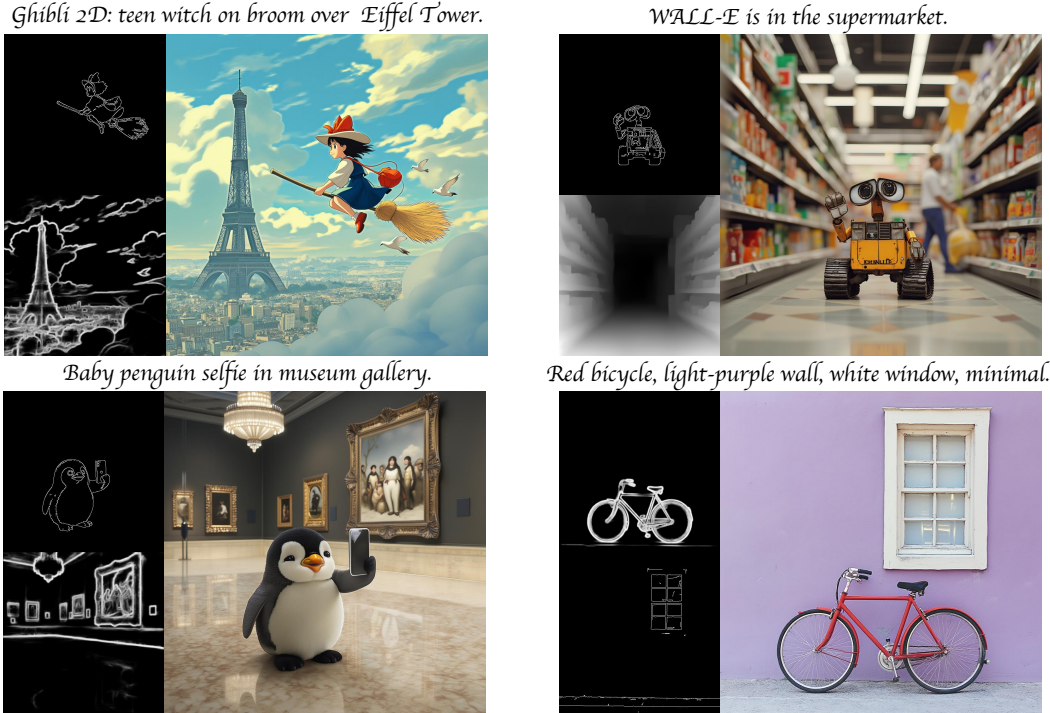 Ghibli 2D: teen witch on broom over Eiffel Tower.
WALL-E is in the supermarket.
Baby penguin selfie in museum gallery.
Red bicycle, light-purple wall, white window, minimal.